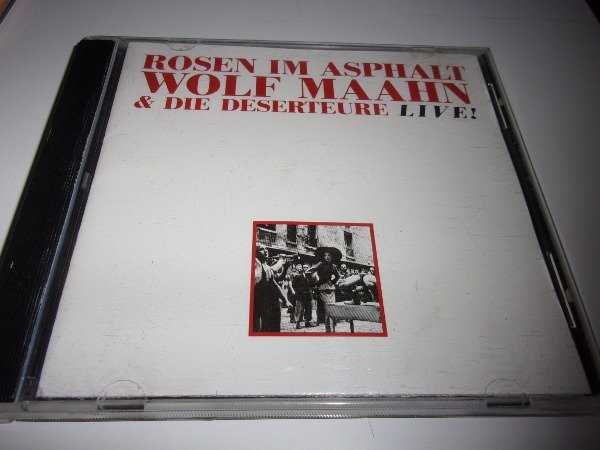 ROSEN IM ASPHALT
WOLF MAAHN
& DIE DESERTEURE LIVE!